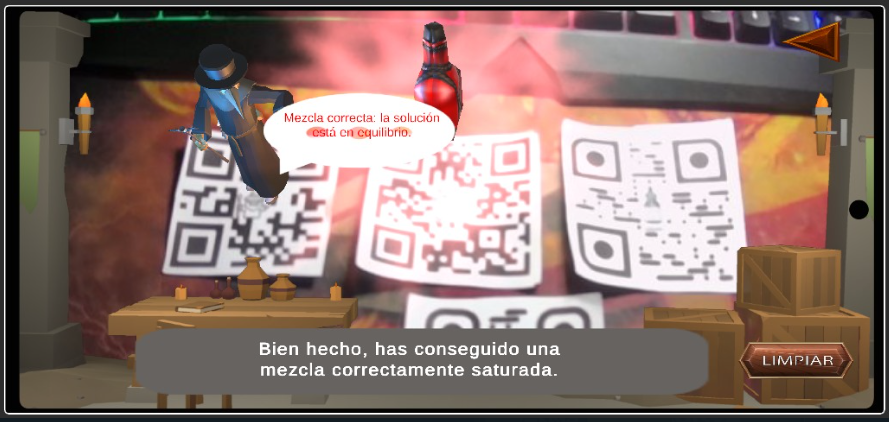 Mezcla correcta: la solución
está en equilibrio.
Bien hecho, has conseguido una
mezcla correctamente saturada.
LIMPIAR